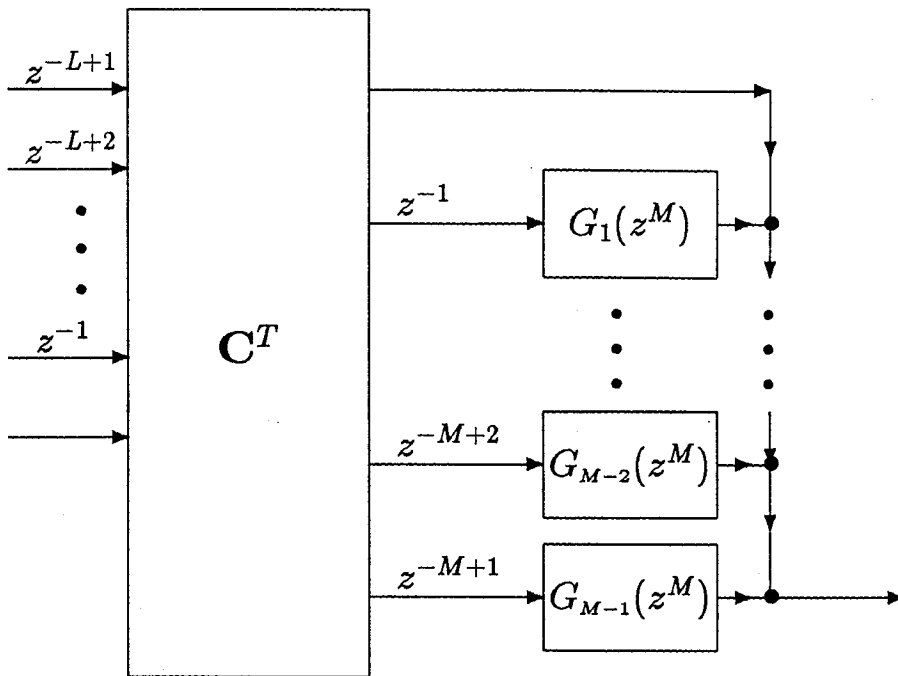 z^{-L+1}
z^{-L+2}
z^{-1}
G_1(z^M)
z^{-1}
C^T
z^{-M+2}
G_{M-2}(z^M)
z^{-M+1}
G_{M-1}(z^M)